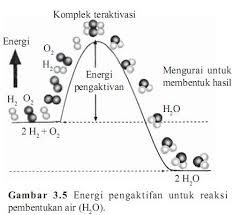 Komplek teraktivasi
Energi
O₂
H₂
Energi
pengaktivan
Mengurai untuk
membentuk hasil
H₂ O₂
H₂O
2 H₂ + O₂
2 H₂O
Gambar 3.5 Energi pengaktifan untuk reaksi
pembentukan air (H₂O).